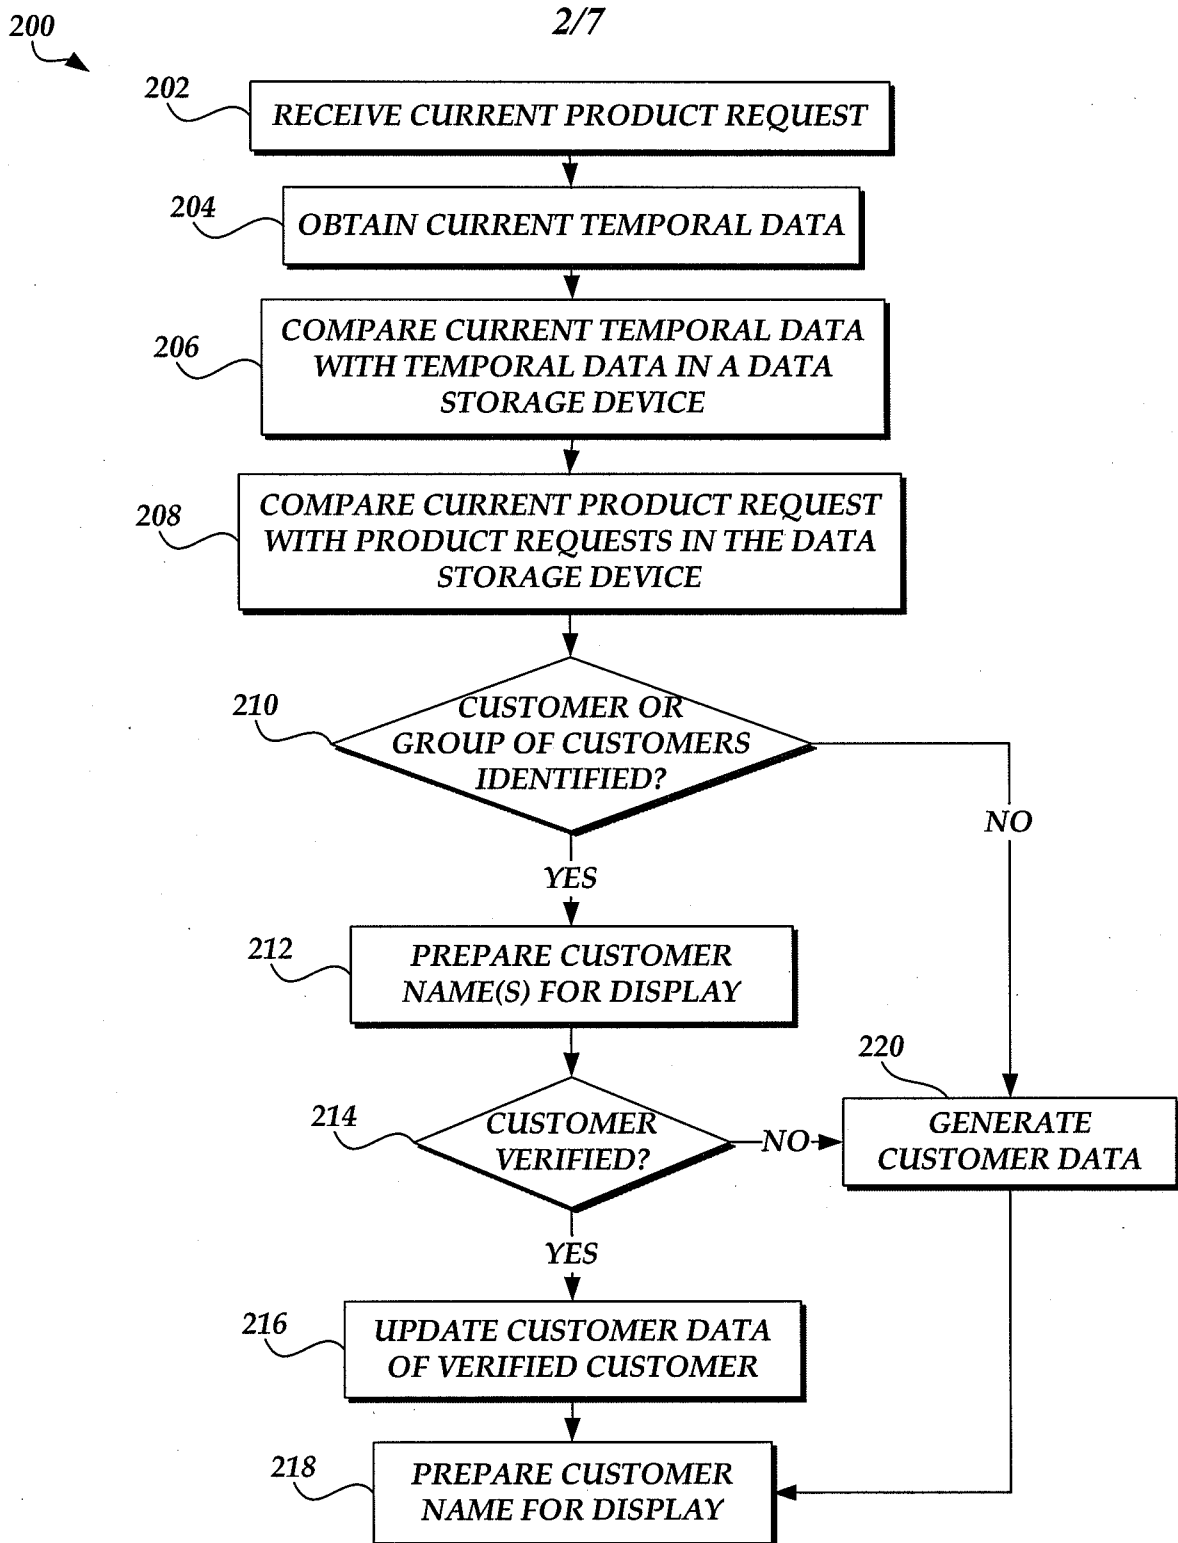 2/7
200
202
RECEIVE CURRENT PRODUCT REQUEST
204
OBTAIN CURRENT TEMPORAL DATA
206
COMPARE CURRENT TEMPORAL DATA
WITH TEMPORAL DATA IN A DATA
STORAGE DEVICE
208
COMPARE CURRENT PRODUCT REQUEST
WITH PRODUCT REQUESTS IN THE DATA
STORAGE DEVICE
210
CUSTOMER OR
GROUP OF CUSTOMERS
IDENTIFIED?
NO
YES
212
PREPARE CUSTOMER
NAME(S) FOR DISPLAY
214
CUSTOMER
VERIFIED?
NO
220
GENERATE
CUSTOMER DATA
YES
216
UPDATE CUSTOMER DATA
OF VERIFIED CUSTOMER
218
PREPARE CUSTOMER
NAME FOR DISPLAY